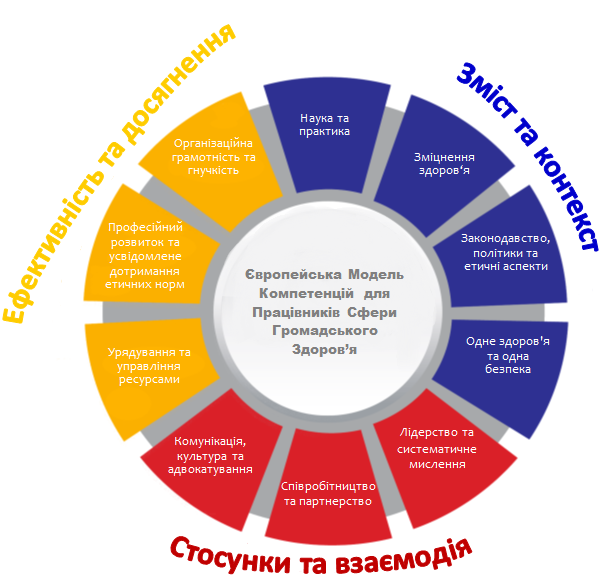 Ефективність та досягнення
Зміст та контекст
Наука та
практика
Зміцнення
здоров'я
Законодавство,
політики та
етичні аспекти
Одне здоров'я
та одна
безпека
Лідерство та
систематичне
мислення
Співробітництво
та партнерство
Комунікація,
культура та
адвокатування
Урядування та
управління
ресурсами
Професійний
розвиток та
усвідомлене
дотримання
етичних норм
Організаційна
грамотність та
гнучкість
Європейська Модель
Компетенцій для
Працівників Сфери
Громадського
Здоров’я
Стосунки та взаємодія